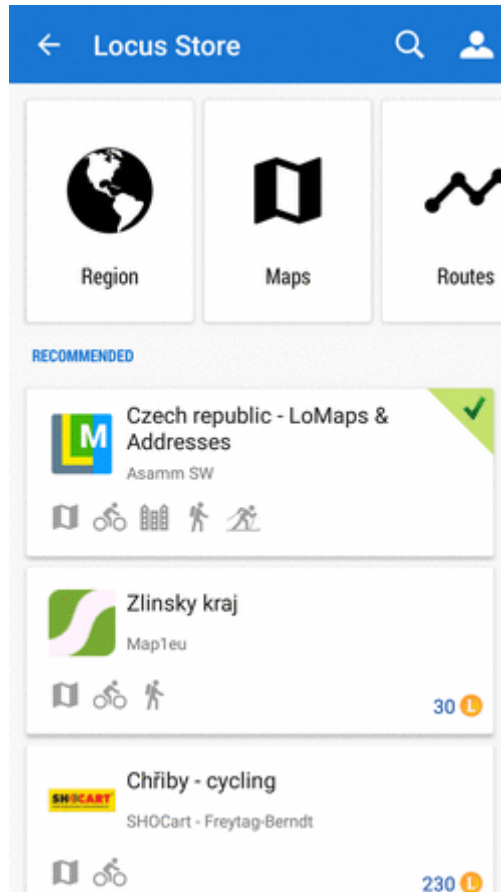 Locus Store
Region
Maps
Routes
RECOMMENDED
M
Czech republic - LoMaps &
Addresses
Asamm SW
Zlinsky kraj
Map1eu
30 L
SHOCART
Chřiby - cycling
SHOCart - Freytag-Berndt
230 L